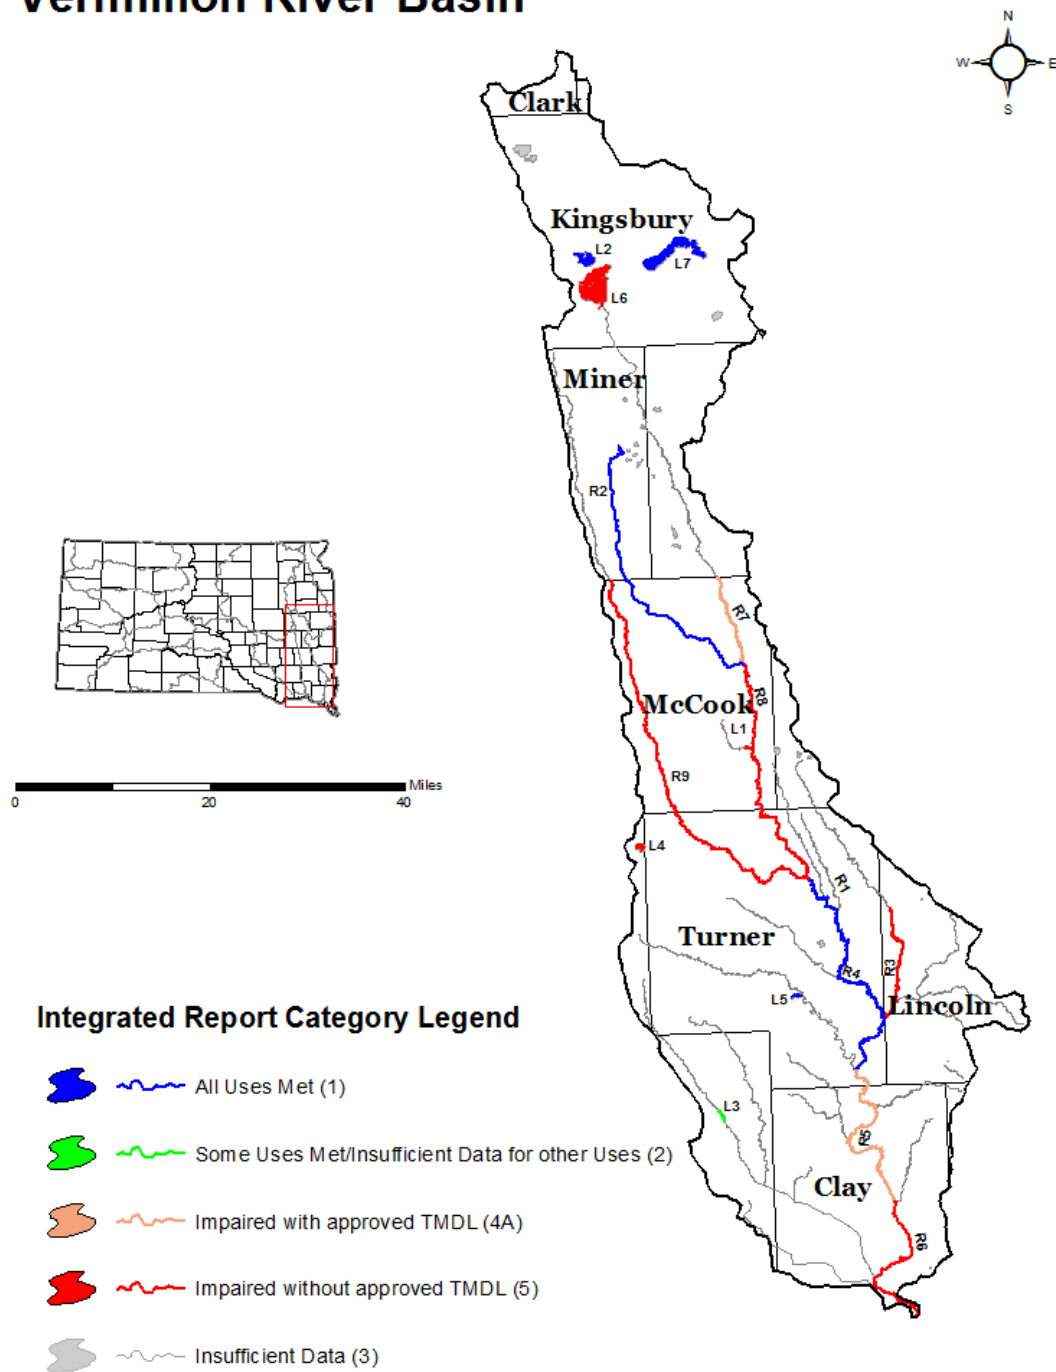 Vermillion River Basin
N
W E
S
Clark
Kingsbury
L2
L7
L6
Miner
R2
R7
McCook
R8
L1
R9
Miles
0 20 40
L4
R1
Turner
R4
R3
L5
Lincoln
Integrated Report Category Legend
All Uses Met (1)
L3
Some Uses Met/Insufficient Data for other Uses (2)
R5
Clay
Impaired with approved TMDL (4A)
R6
Impaired without approved TMDL (5)
Insufficient Data (3)